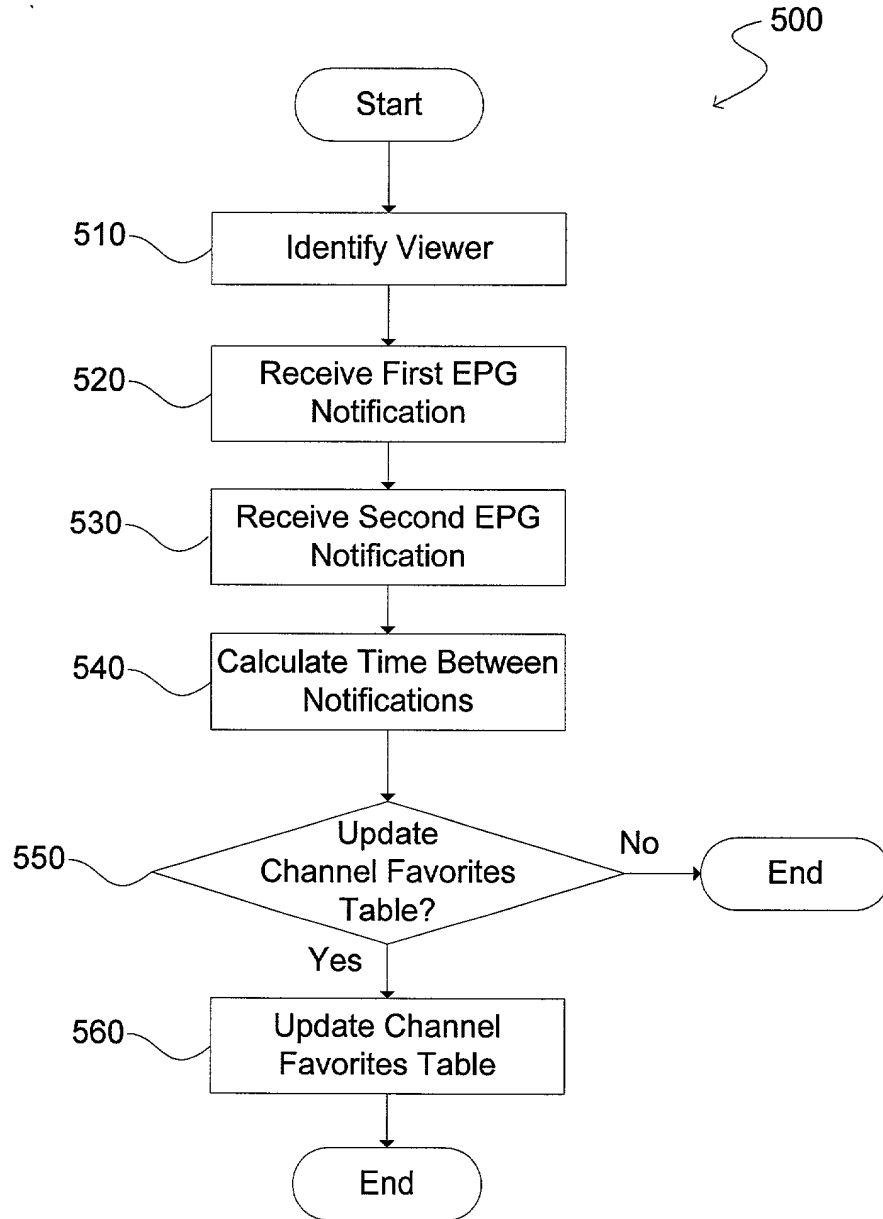 500
Start
510
Identify Viewer
520
Receive First EPG
Notification
530
Receive Second EPG
Notification
540
Calculate Time Between
Notifications
550
Update
Channel Favorites
Table?
No
End
Yes
560
Update Channel
Favorites Table
End